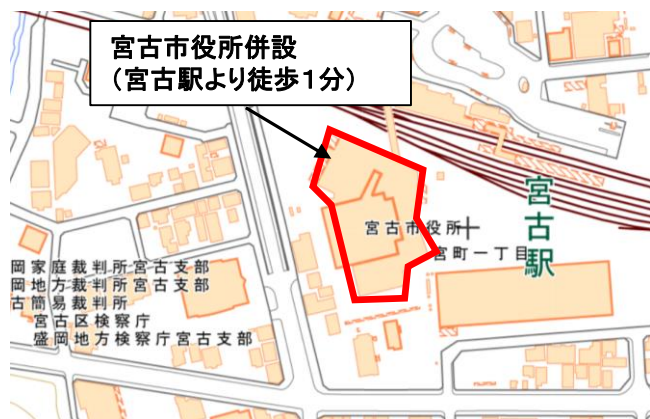 宮古市役所併設
（宮古駅より徒歩１分）
宮古駅
宮古市役所
宮町一丁目
岡家庭裁判所宮古支部
岡地方裁判所宮古支部
古簡易裁判所
宮古区検察庁
盛岡地方検察庁宮古支部